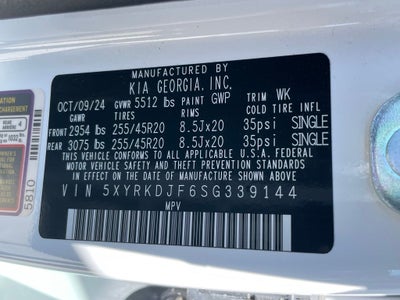 MANUFACTURED BY
KIA GEORGIA, INC.
OCT/09/24 GVWR 5512 lbs PAINT GWP TRIM WK
GAWR TIRES COLD TIRE INFL
FRONT 2954 lbs 255/45R20 8.5Jx20 35psi SINGLE
REAR 3075 lbs 255/45R20 8.5Jx20 35psi SINGLE
THIS VEHICLE CONFORMS TO ALL APPLICABLE U.S.A FEDERAL
MOTOR VEHICLE SAFETY & THEFT PREVENTION STANDARDS
IN EFFECT ON THE DATE OF MANUFACTURE SHOWN ABOVE.
VIN 5XYRKDJF6SG339144
MPV
5810